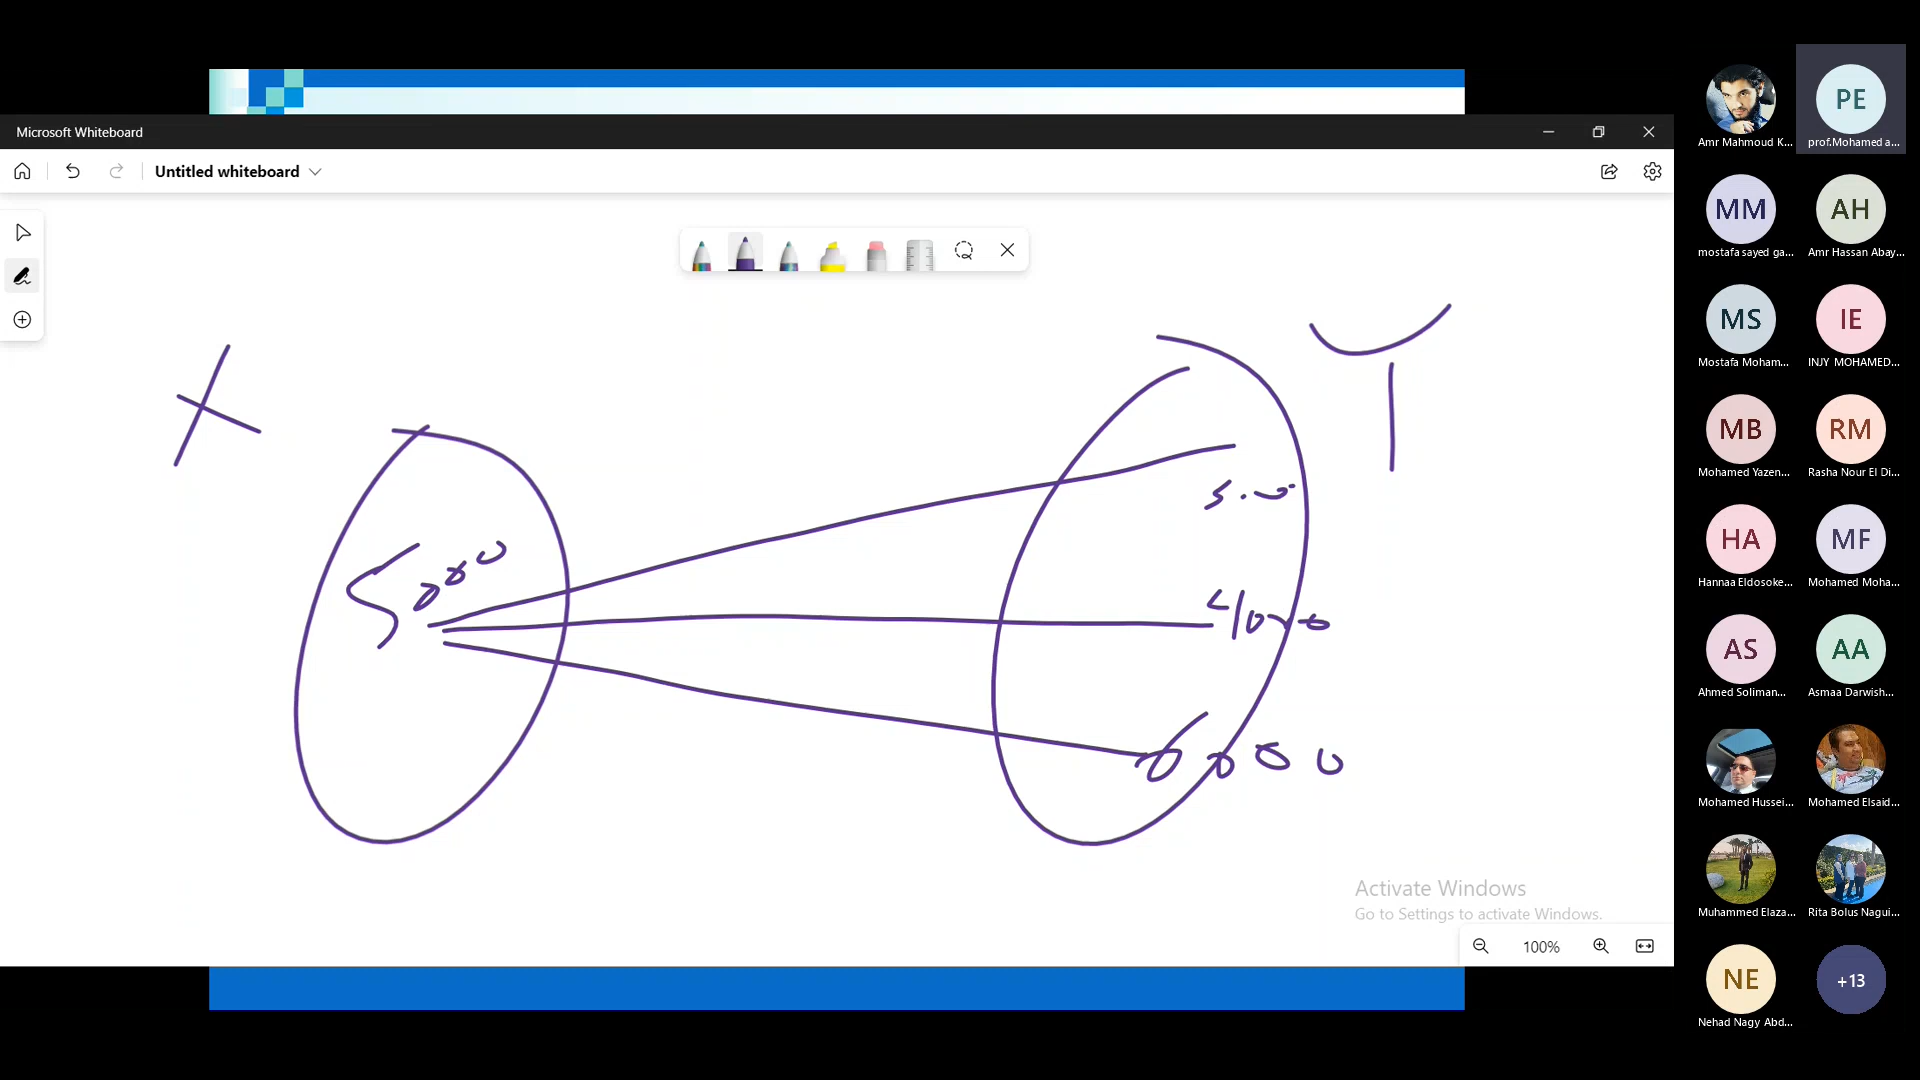 Microsoft Whiteboard
Untitled whiteboard
X
Y
5000
4000
6000
Activate Windows
Go to Settings to activate Windows.
100%
Amr Mahmoud K...
PE
prof.Mohamed a...
MM
mostafa sayed ga...
AH
Amr Hassan Abay...
MS
Mostafa Moham...
IE
INJY MOHAMED...
MB
Mohamed Yazen...
RM
Rasha Nour El Di...
HA
Hannaa Eldosoke...
MF
Mohamed Moha...
AS
Ahmed Soliman...
AA
Asmaa Darwish...
Mohamed Hussei...
Mohamed Elsaid...
Muhammed Elaza...
Rita Bolus Nagui...
NE
Nehad Nagy Abd...
+13